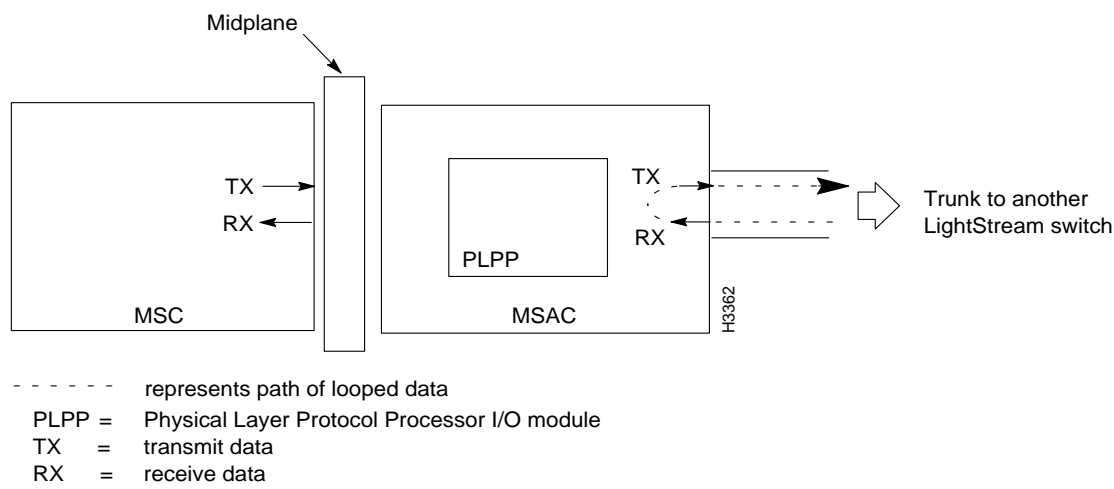 Midplane
TX
RX
MSC
PLPP
MSAC
TX
RX
H3362
Trunk to another
LightStream switch
represents path of looped data
PLPP = Physical Layer Protocol Processor I/O module
TX = transmit data
RX = receive data